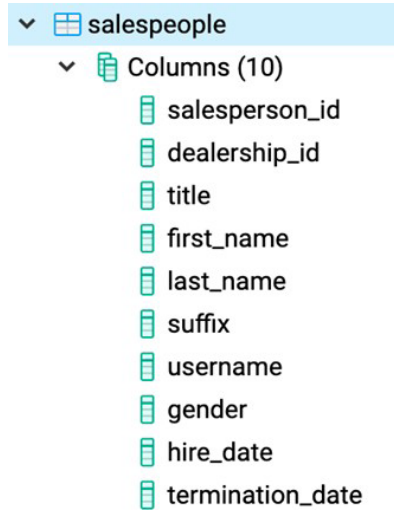 salespeople
Columns (10)
salesperson_id
dealership_id
title
first_name
last_name
suffix
username
gender
hire_date
termination_date